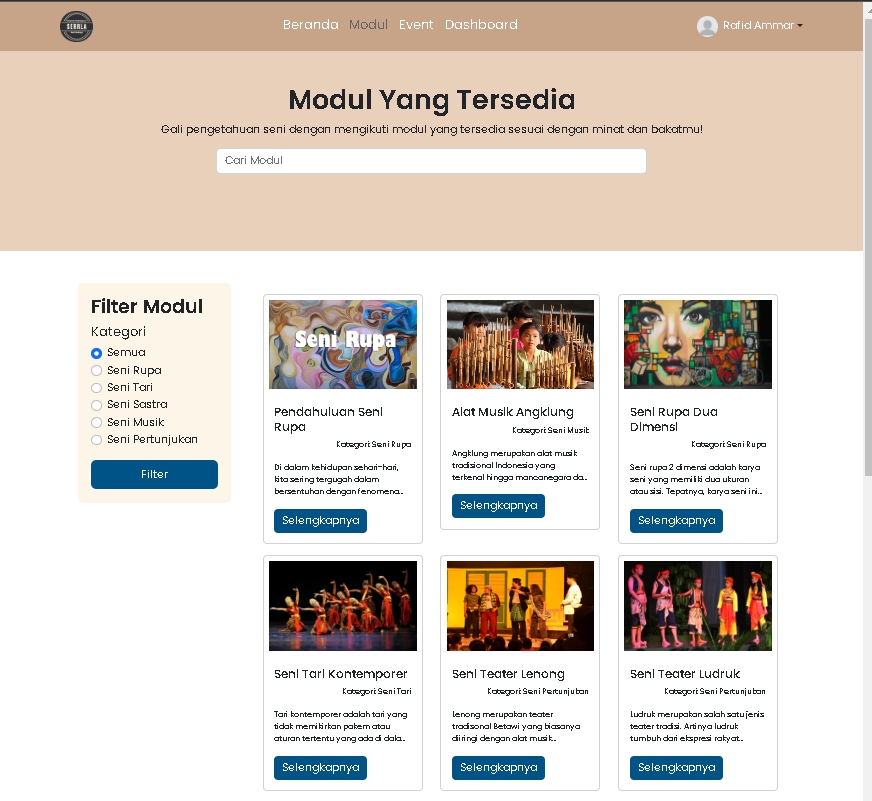 SERALA
Beranda Modul Event Dashboard
Rafid Ammar
Modul Yang Tersedia
Gali pengetahuan seni dengan mengikuti modul yang tersedia sesuai dengan minat dan bakatmu!
Cari Modul
Filter Modul
Kategori
Semua
Seni Rupa
Seni Tari
Seni Sastra
Seni Musik
Seni Pertunjukan
Filter
Seni Rupa
Pendahuluan Seni
Rupa
Kategori: Seni Rupa
Di dalam kehidupan sehari-hari,
kita sering tergugah dalam
bersentuhan dengan fenomena...
Selengkapnya
Alat Musik Angklung
Kategori: Seni Musik
Angklung merupakan alat musik
tradisional Indonesia yang
terkenal hingga mancanegara da...
Selengkapnya
Seni Rupa Dua
Dimensi
Kategori: Seni Rupa
Seni rupa 2 dimensi adalah karya
seni yang memiliki dua ukuran
atau sisi. Tepatnya, karya seni ini...
Selengkapnya
Seni Tari Kontemporer
Kategori: Seni Tari
Tari kontemporer adalah tari yang
tidak memikirkan pakem atau
aturan tertentu yang ada di dala...
Selengkapnya
Seni Teater Lenong
Kategori: Seni Pertunjukan
Lenong merupakan teater
tradisonal Betawi yang biasanya
diiringi dengan alat musik...
Selengkapnya
Seni Teater Ludruk
Kategori: Seni Pertunjukan
Ludruk merupakan salah satu jenis
teater tradisi. Artinya ludruk
tumbuh dari ekspresi rakyat...
Selengkapnya